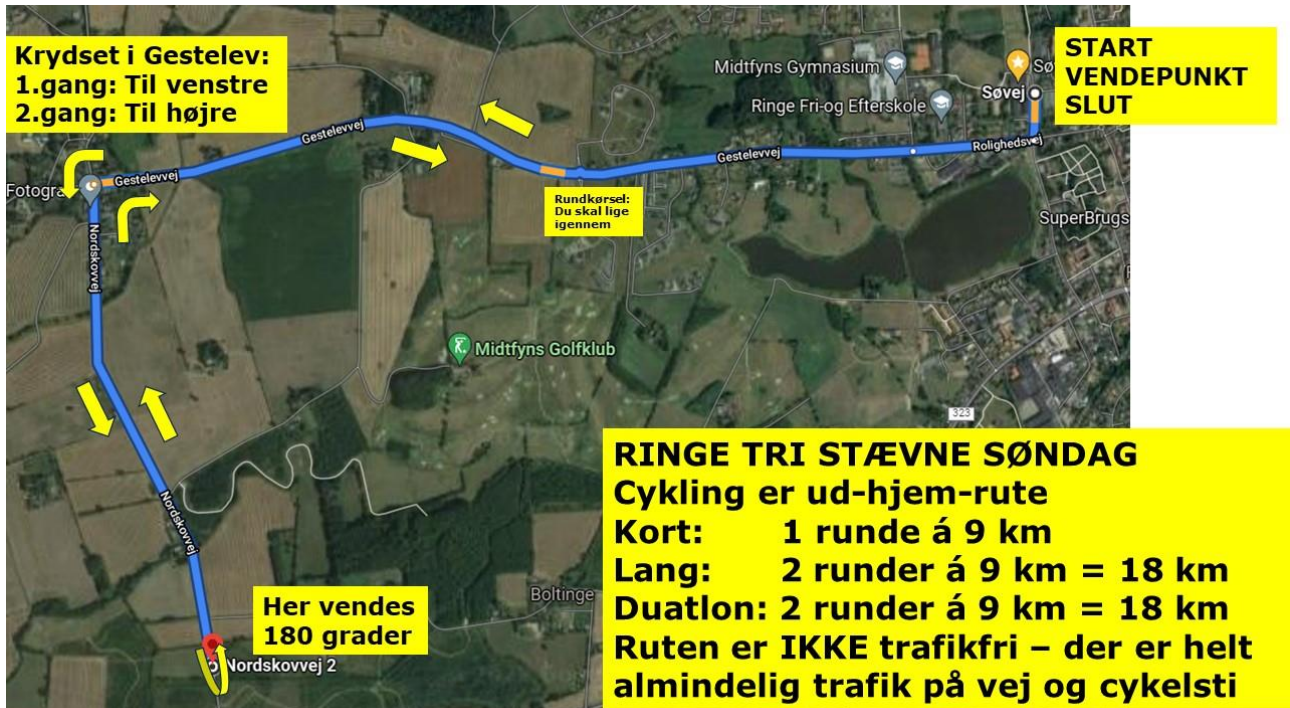 Krydset i Gestelev:
1.gang: Til venstre
2.gang: Til højre
START
VENDEPUNKT
SLUT
Midtfyns Gymnasium
Ringe Fri-og Efterskole
Søvej
Gestelevvej
Gestelevvej
Gestelevvej
Rolighedsvej
Rundkørsel:
Du skal lige
igennem
SuperBrugs
Nordskovvej
Midtfyns Golfklub
323
Nordskovvej
Boltinge
Her vendes
180 grader
Nordskovvej 2
RINGE TRI STÆVNE SØNDAG
Cykling er ud-hjem-rute
Kort: 1 runde á 9 km
Lang: 2 runder á 9 km = 18 km
Duatlon: 2 runder á 9 km = 18 km
Ruten er IKKE trafikfri – der er helt
almindelig trafik på vej og cykelsti